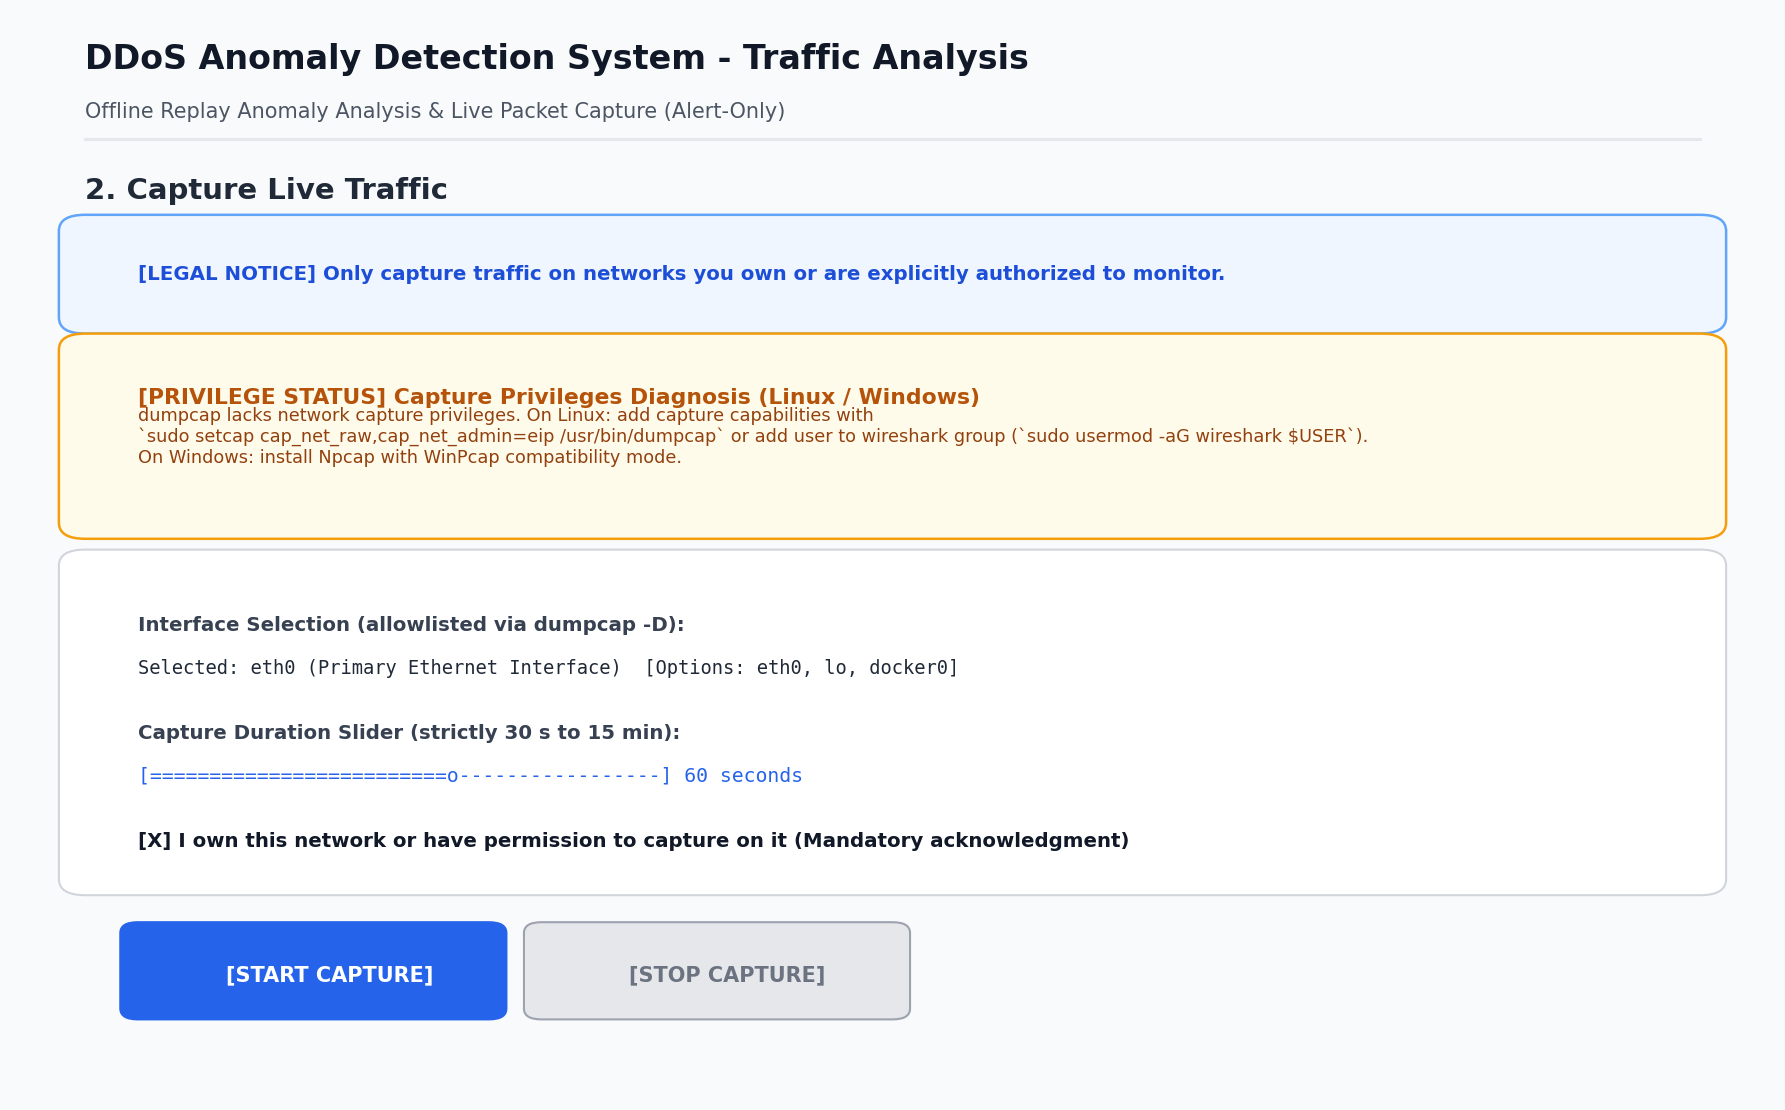 DDoS Anomaly Detection System - Traffic Analysis
Offline Replay Anomaly Analysis & Live Packet Capture (Alert-Only)
2. Capture Live Traffic
[LEGAL NOTICE] Only capture traffic on networks you own or are explicitly authorized to monitor.
[PRIVILEGE STATUS] Capture Privileges Diagnosis (Linux / Windows)
dumpcap lacks network capture privileges. On Linux: add capture capabilities with
`sudo setcap cap_net_raw,cap_net_admin=eip /usr/bin/dumpcap` or add user to wireshark group (`sudo usermod -aG wireshark $USER`).
On Windows: install Npcap with WinPcap compatibility mode.
Interface Selection (allowlisted via dumpcap -D):
Selected: eth0 (Primary Ethernet Interface)  [Options: eth0, lo, docker0]
Capture Duration Slider (strictly 30 s to 15 min):
[=========================o-----------------] 60 seconds
[X] I own this network or have permission to capture on it (Mandatory acknowledgment)
[START CAPTURE]
[STOP CAPTURE]